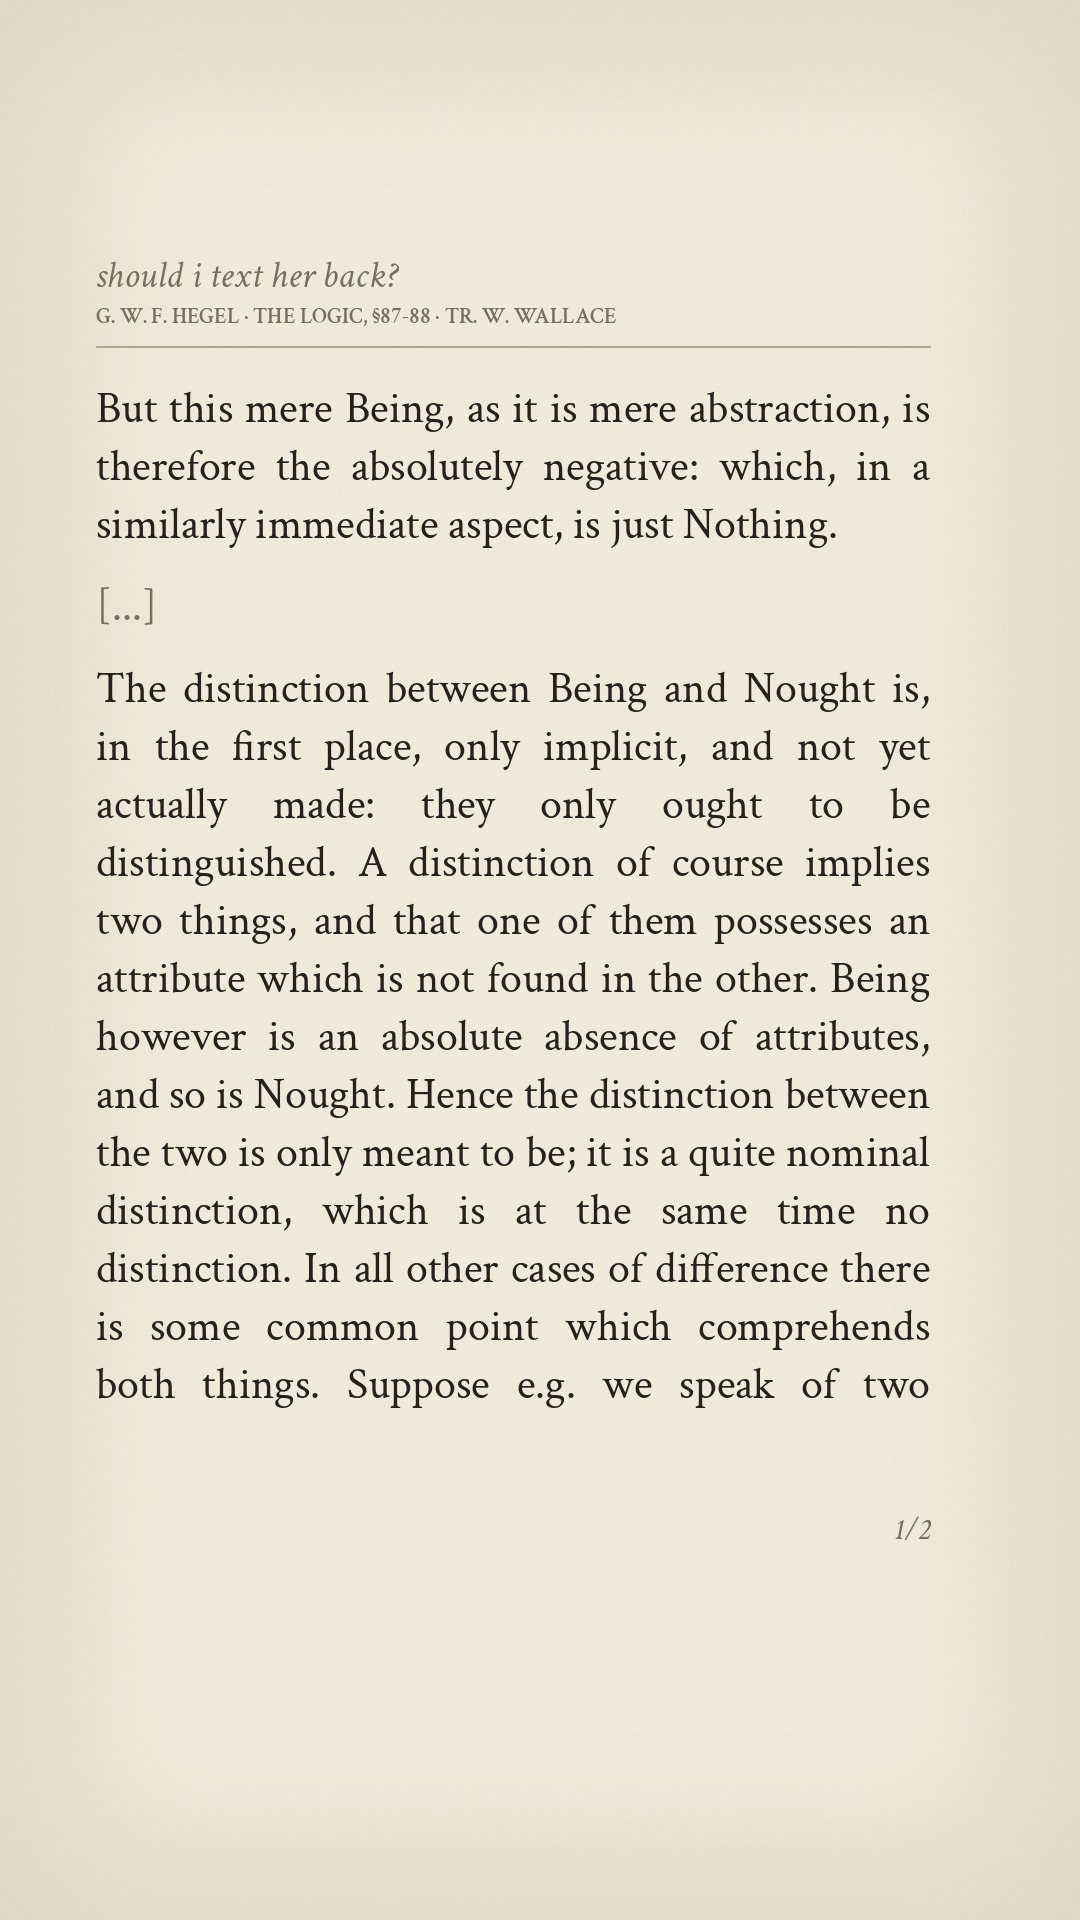 should i text her back?
G. W. F. HEGEL · THE LOGIC, §87-88 · TR. W. WALLACE
But this mere Being, as it is mere abstraction, is
therefore the absolutely negative: which, in a
similarly immediate aspect, is just Nothing.
[...]
The distinction between Being and Nought is,
in the first place, only implicit, and not yet
actually made: they only ought to be
distinguished. A distinction of course implies
two things, and that one of them possesses an
attribute which is not found in the other. Being
however is an absolute absence of attributes,
and so is Nought. Hence the distinction between
the two is only meant to be; it is a quite nominal
distinction, which is at the same time no
distinction. In all other cases of difference there
is some common point which comprehends
both things. Suppose e.g. we speak of two
1/2